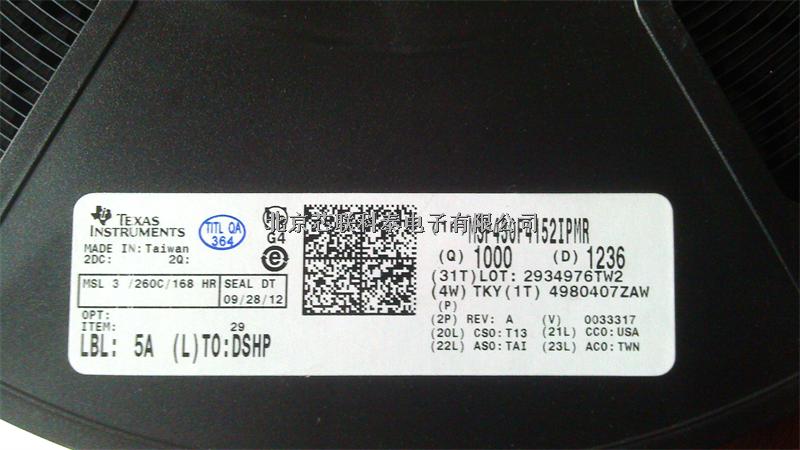 TEXAS
INSTRUMENTS
MADE IN: Taiwan
2DC: 2Q:
TITL QA
364
G4
e
MSL 3 /260C/168 HR
SEAL DT
09/28/12
OPT:
ITEM: 29
LBL: 5A (L)TO:DSHP
北京芯联科泰电子有限公司
(Q) 1000 (D) 1236
(31T)LOT: 2934976TW2
(4W) TKY(1T) 4980407ZAW
(P)
(2P) REV: A (V) 0033317
(20L) CSO:T13 (21L) CCO:USA
(22L) ASO:TAI (23L) ACO:TWN